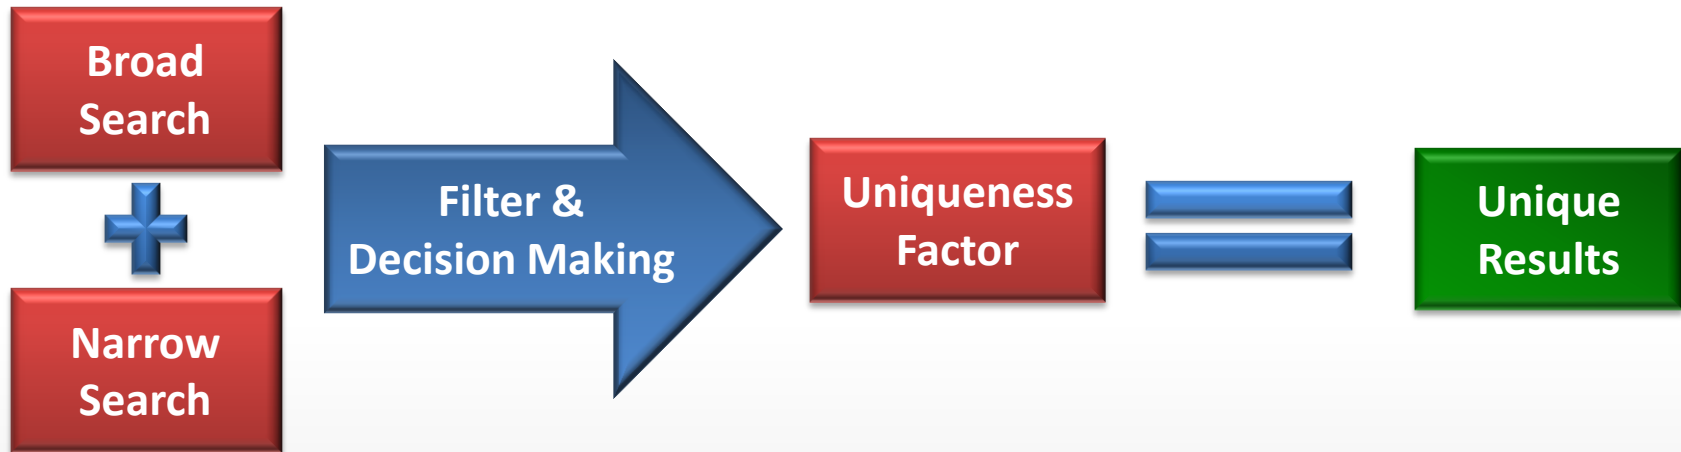 Broad
Search
Narrow
Search
Filter &
Decision Making
Uniqueness
Factor
Unique
Results